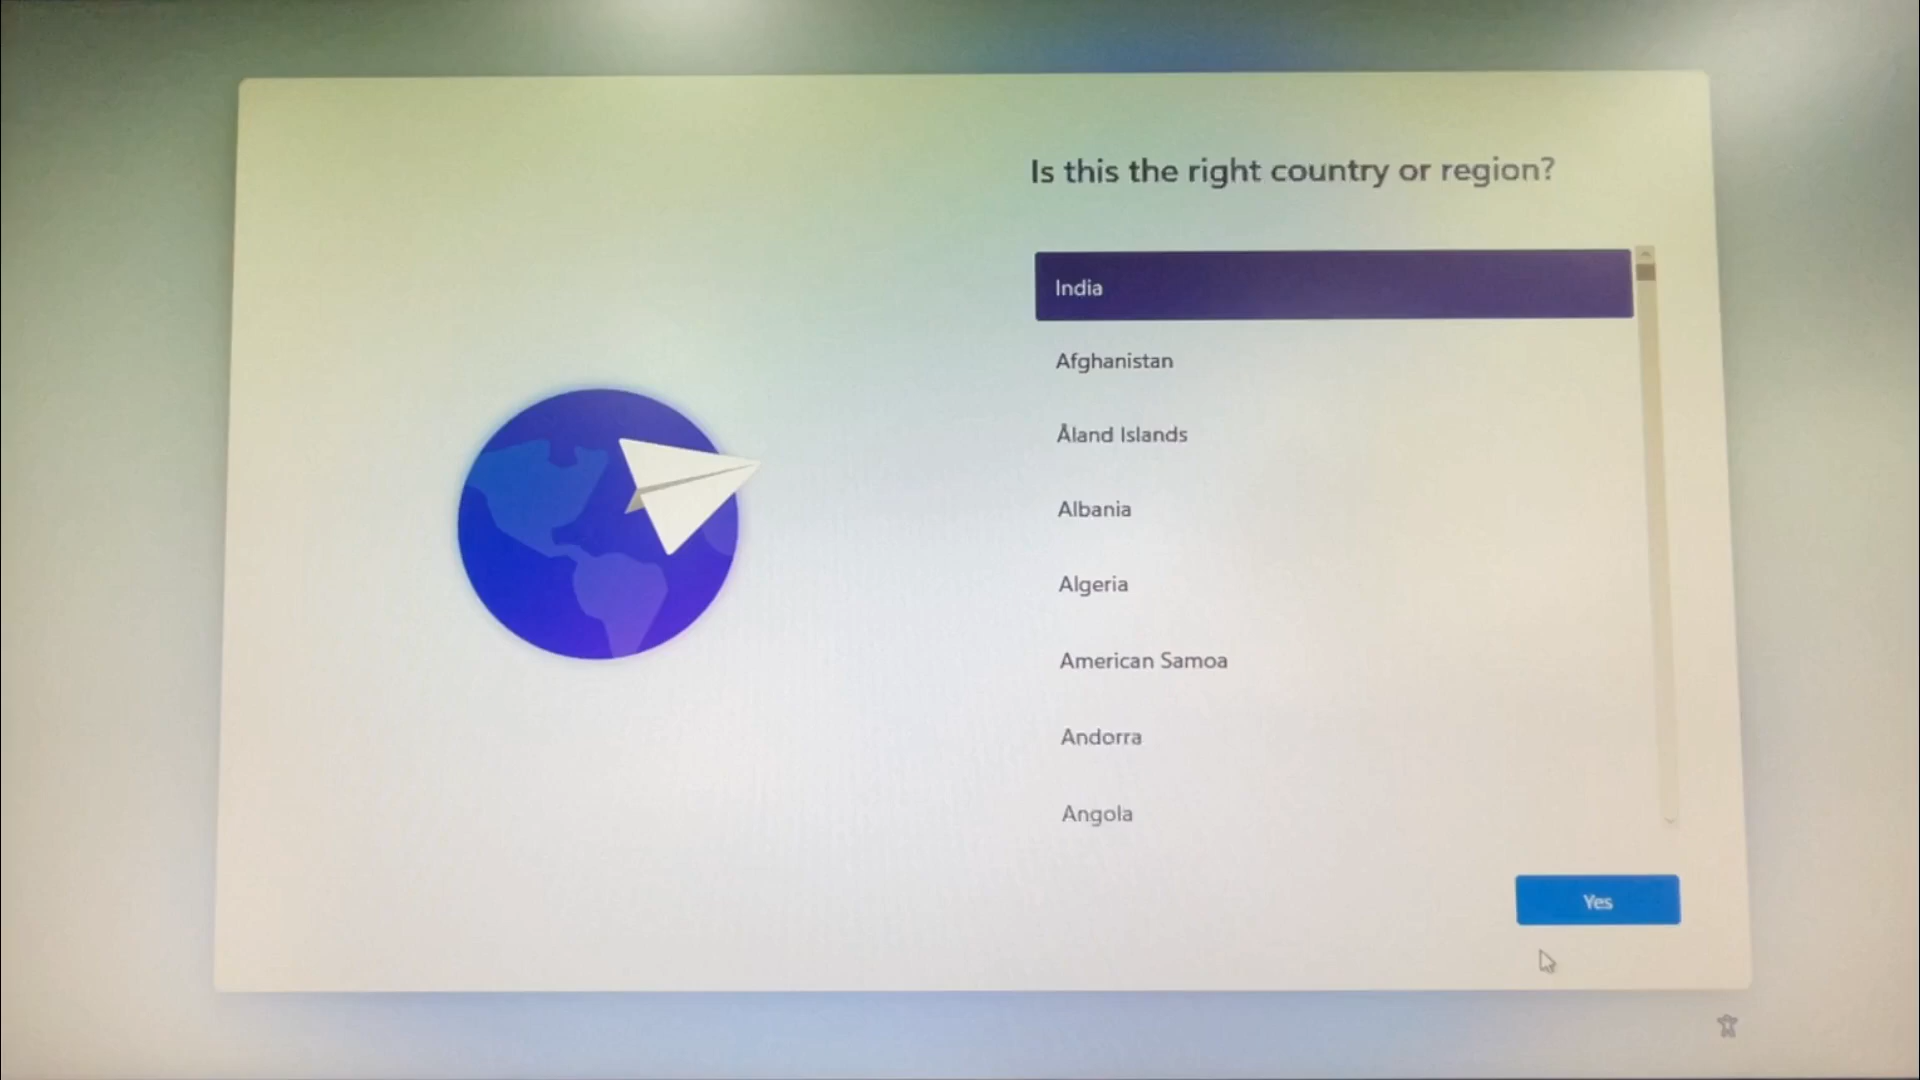 Is this the right country or region?
India
Afghanistan
Åland Islands
Albania
Algeria
American Samoa
Andorra
Angola
Yes